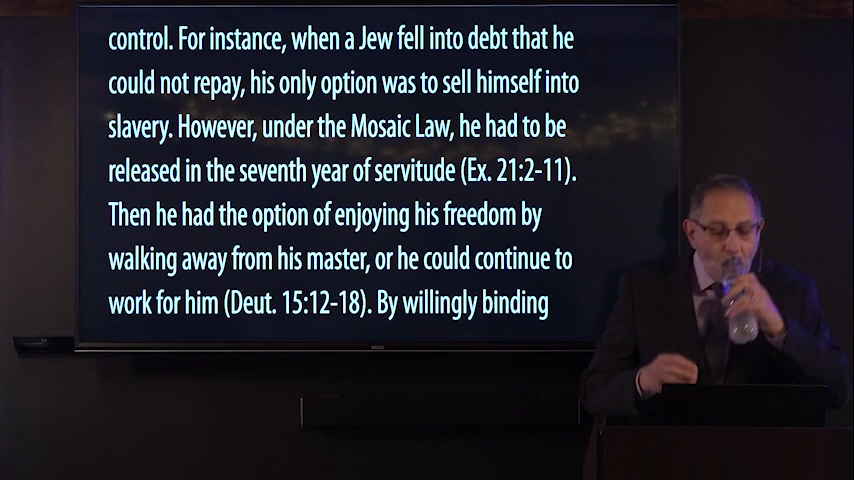 control. For instance, when a Jew fell into debt that he
could not repay, his only option was to sell himself into
slavery. However, under the Mosaic Law, he had to be
released in the seventh year of servitude (Ex. 21:2-11).
Then he had the option of enjoying his freedom by
walking away from his master, or he could continue to
work for him (Deut. 15:12-18). By willingly binding
VIZIO